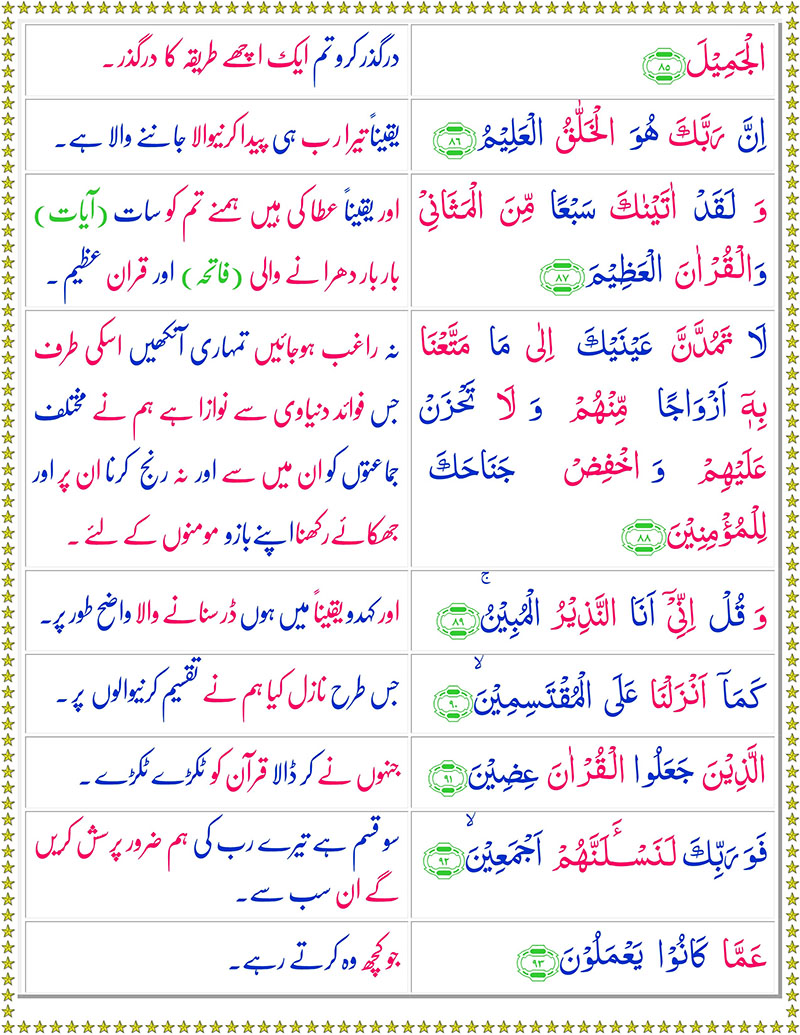 الْجَمِيْلَ ﴿٨٥﴾
درگذر کرو تم ایک اچھے طریقہ کا درگذر۔
اِنَّ رَبَّكَ هُوَ الْخَلّٰقُ الْعَلِيْمُ ﴿٨٦﴾
یقیناً تیرا رب ہی پیدا کرنیوالا جاننے والا ہے۔
وَ لَقَدْ اٰتَيْنٰكَ سَبْعًا مِّنَ الْمَثَانِيْ
وَالْقُرْاٰنَ الْعَظِيْمَ ﴿٨٧﴾
اور یقیناً عطا کی ہیں ہمنے تم کو سات (آیات)
بار بار دھرانے والی (فاتحہ) اور قران عظیم۔
لَا تَمُدَّنَّ عَيْنَيْكَ اِلٰى مَا مَتَّعْنَا
بِهٖۤ اَزْوَاجًا مِّنْهُمْ وَ لَا تَحْزَنْ
عَلَيْهِمْ وَ اخْفِضْ جَنَاحَكَ
لِلْمُؤْمِنِيْنَ ﴿٨٨﴾
نہ راغب ہوجائیں تمہاری آنکھیں اسکی طرف
جس فوائد دنیاوی سے نوازا ہے ہم نے مختلف
جماعتوں کو ان میں سے اور نہ رنج کرنا ان پر اور
جھکائے رکھنا اپنے بازو مومنوں کے لئے۔
وَ قُلْ اِنِّيْۤ اَنَا النَّذِيْرُ الْمُبِيْنُ ۚ ﴿٨٩﴾
اور کہدو یقیناً میں ہوں ڈر سنانے والا واضح طور پر۔
كَمَاۤ اَنْزَلْنَا عَلَى الْمُقْتَسِمِيْنَ ۙ ﴿٩٠﴾
جس طرح نازل کیا ہم نے تقسیم کرنیوالوں پر۔
الَّذِيْنَ جَعَلُوا الْقُرْاٰنَ عِضِيْنَ ﴿٩١﴾
جنہوں نے کر ڈالا قرآن کو ٹکڑے ٹکڑے۔
فَوَ رَبِّكَ لَنَسْـَٔلَنَّهُمْ اَجْمَعِيْنَ ۙ ﴿٩٢﴾
سو قسم ہے تیرے رب کی ہم ضرور پرسش کریں
گے ان سب سے۔
عَمَّا كَانُوْا يَعْمَلُوْنَ ﴿٩٣﴾
جو کچھ وہ کرتے رہے۔